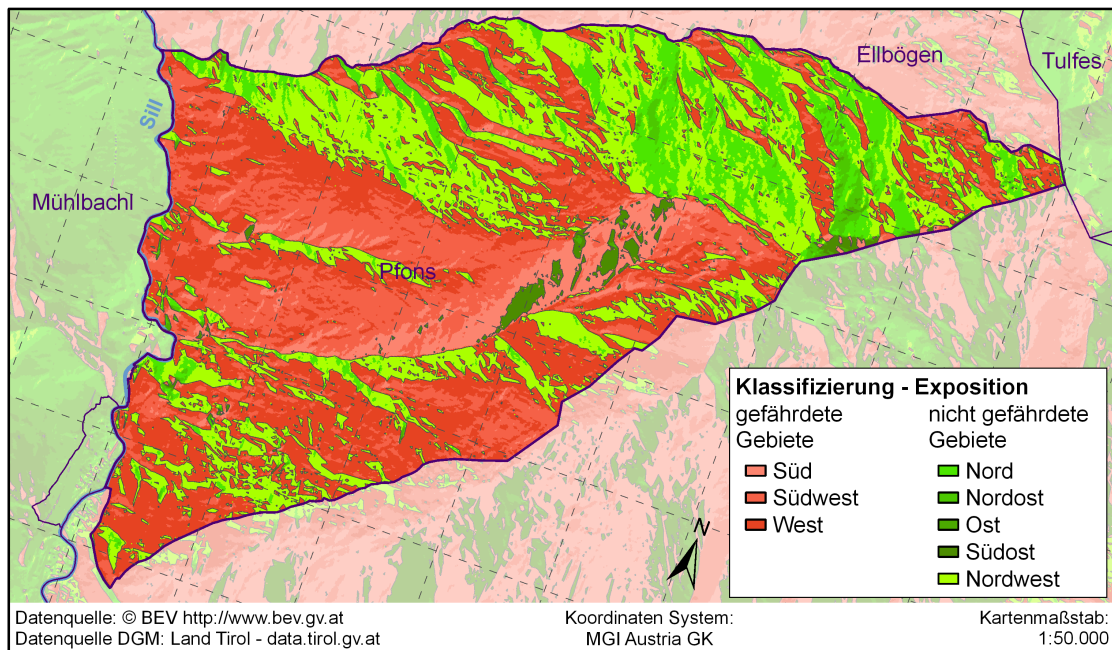 Ellbögen
Tulfes
Sill
Mühlbachl
Pfons
Klassifizierung - Exposition
gefährdete Gebiete
nicht gefährdete Gebiete
Süd
Südwest
West
Nord
Nordost
Ost
Südost
Nordwest
N
Datenquelle: © BEV http://www.bev.gv.at
Datenquelle DGM: Land Tirol - data.tirol.gv.at
Koordinaten System:
MGI Austria GK
Kartenmaßstab:
1:50.000